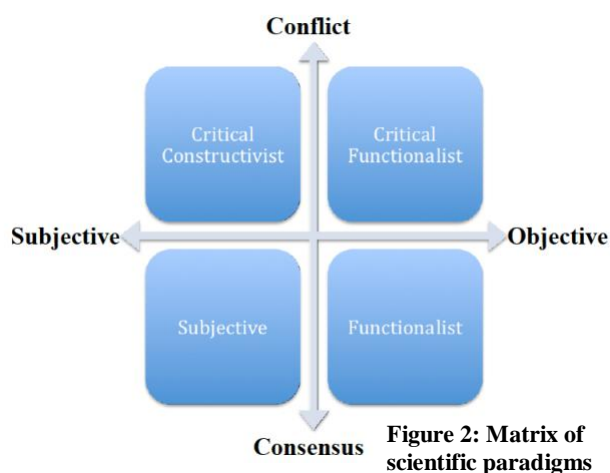 Conflict
Critical
Constructivist
Critical
Functionalist
Subjective
Objective
Subjective
Functionalist
Consensus
Figure 2: Matrix of
scientific paradigms